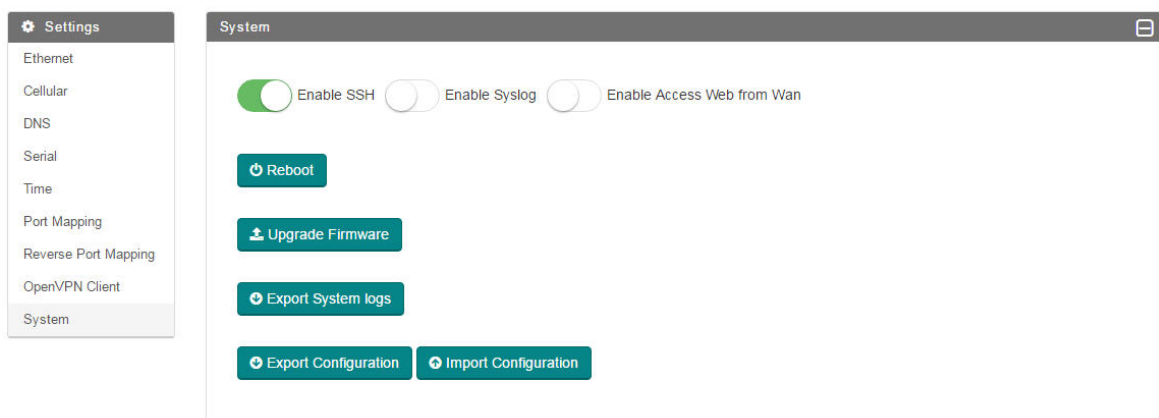 Settings
Ethernet
Cellular
DNS
Serial
Time
Port Mapping
Reverse Port Mapping
OpenVPN Client
System
System
Enable SSH Enable Syslog Enable Access Web from Wan
Reboot
Upgrade Firmware
Export System logs
Export Configuration Import Configuration